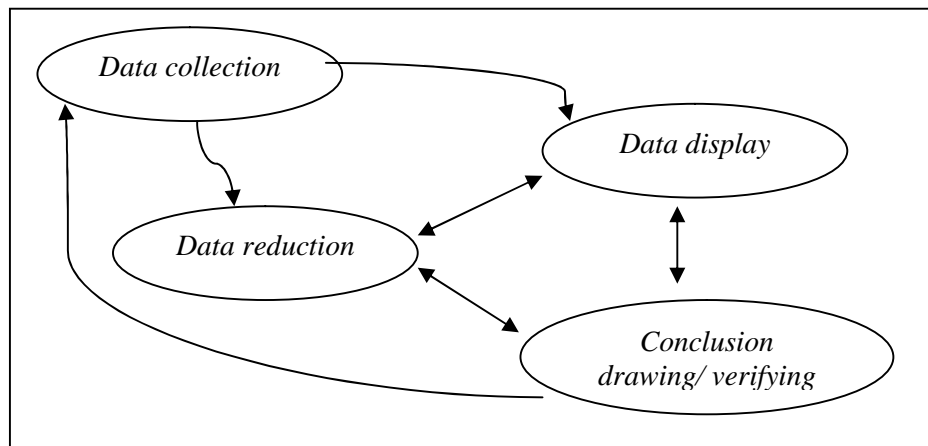 Data collection
Data display
Data reduction
Conclusion
drawing/ verifying